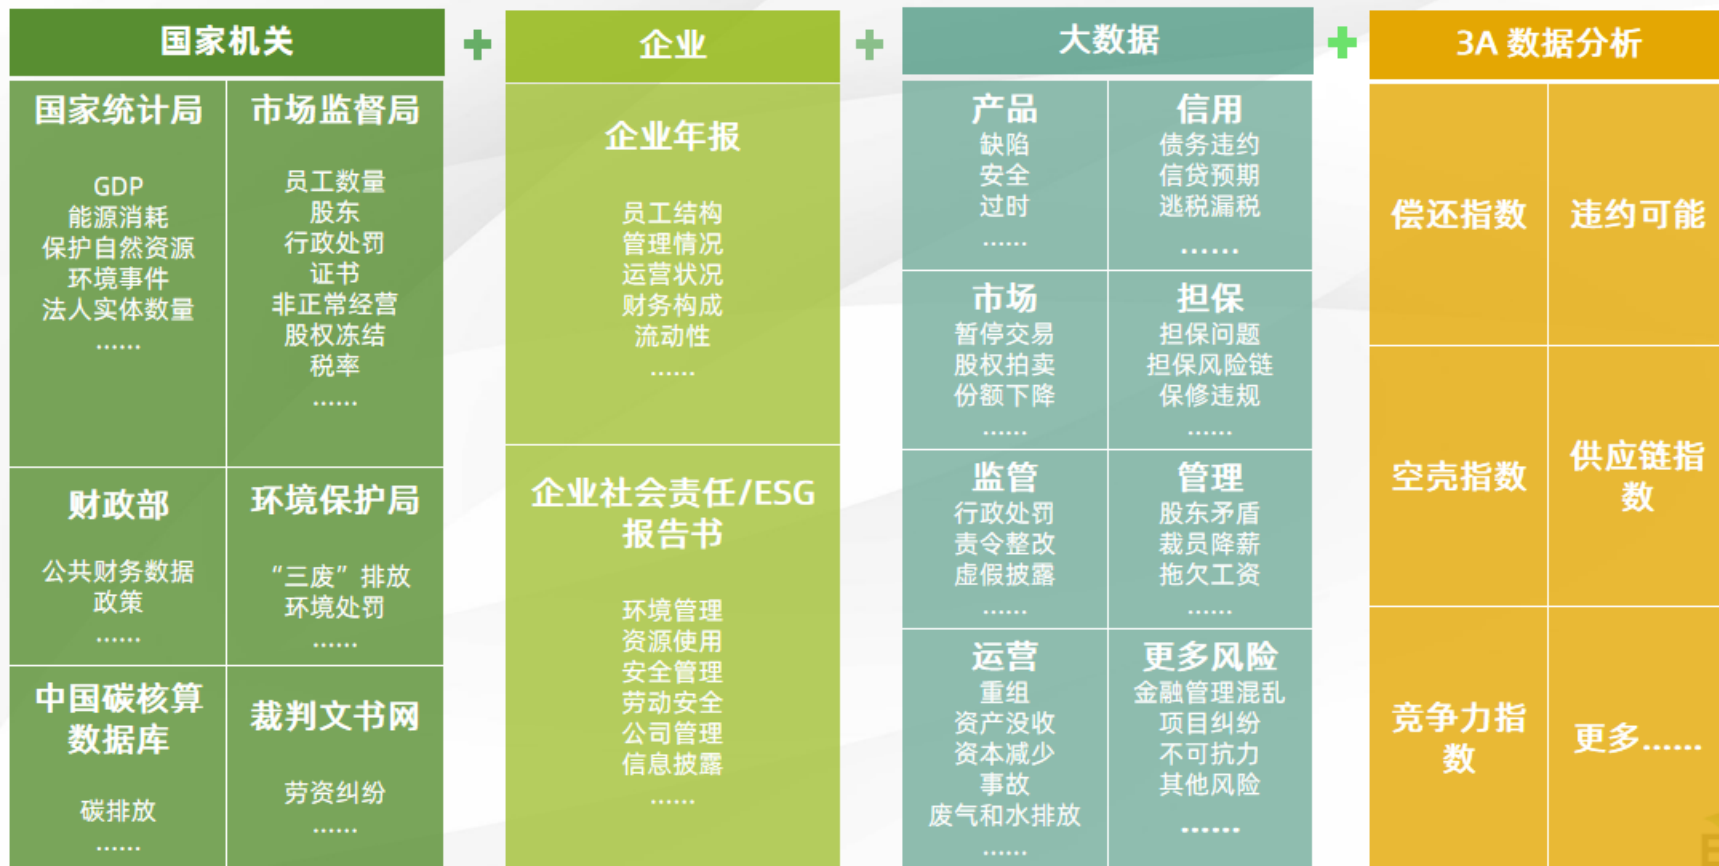 国家机关
国家统计局
GDP
能源消耗
保护自然资源
环境事件
法人实体数量
......
市场监督局
员工数量
股东
行政处罚
证书
非正常经营
股权冻结
税率
......
财政部
公共财务数据
政策
......
环境保护局
“三废”排放
环境处罚
......
中国碳核算
数据库
碳排放
......
裁判文书网
劳资纠纷
......
企业
企业年报
员工结构
管理情况
运营状况
财务构成
流动性
......
企业社会责任/ESG
报告书
环境管理
资源使用
安全管理
劳动安全
公司管理
信息披露
......
大数据
产品
缺陷
安全
过时
......
信用
债务违约
信贷预期
逃税漏税
......
市场
暂停交易
股权拍卖
份额下降
......
担保
担保问题
担保风险链
保修违规
......
监管
行政处罚
责令整改
虚假披露
......
管理
股东矛盾
裁员降薪
拖欠工资
......
运营
重组
资产没收
资本减少
事故
废气和水排放
......
更多风险
金融管理混乱
项目纠纷
不可抗力
其他风险
......
3A 数据分析
偿还指数
违约可能
空壳指数
供应链指
数
竞争力指
数
更多......